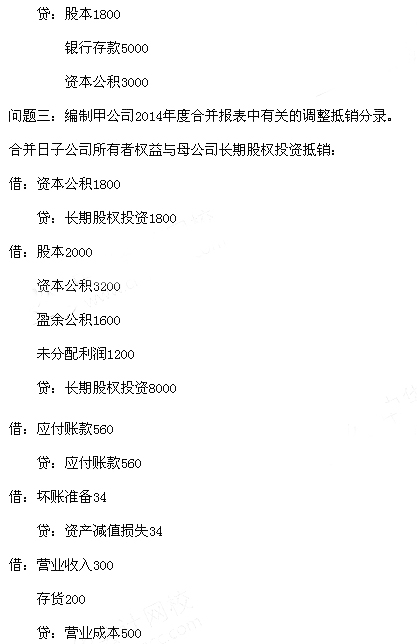 贷：股本1800
银行存款5000
资本公积3000
问题三：编制甲公司2014年度合并报表中有关的调整抵销分录。
合并日子公司所有者权益与母公司长期股权投资抵销：
借：资本公积1800
贷：长期股权投资1800
借：股本2000
资本公积3200
盈余公积1600
未分配利润1200
贷：长期股权投资8000
借：应付账款560
贷：应付账款560
借：坏账准备34
贷：资产减值损失34
借：营业收入300
存货200
贷：营业成本500